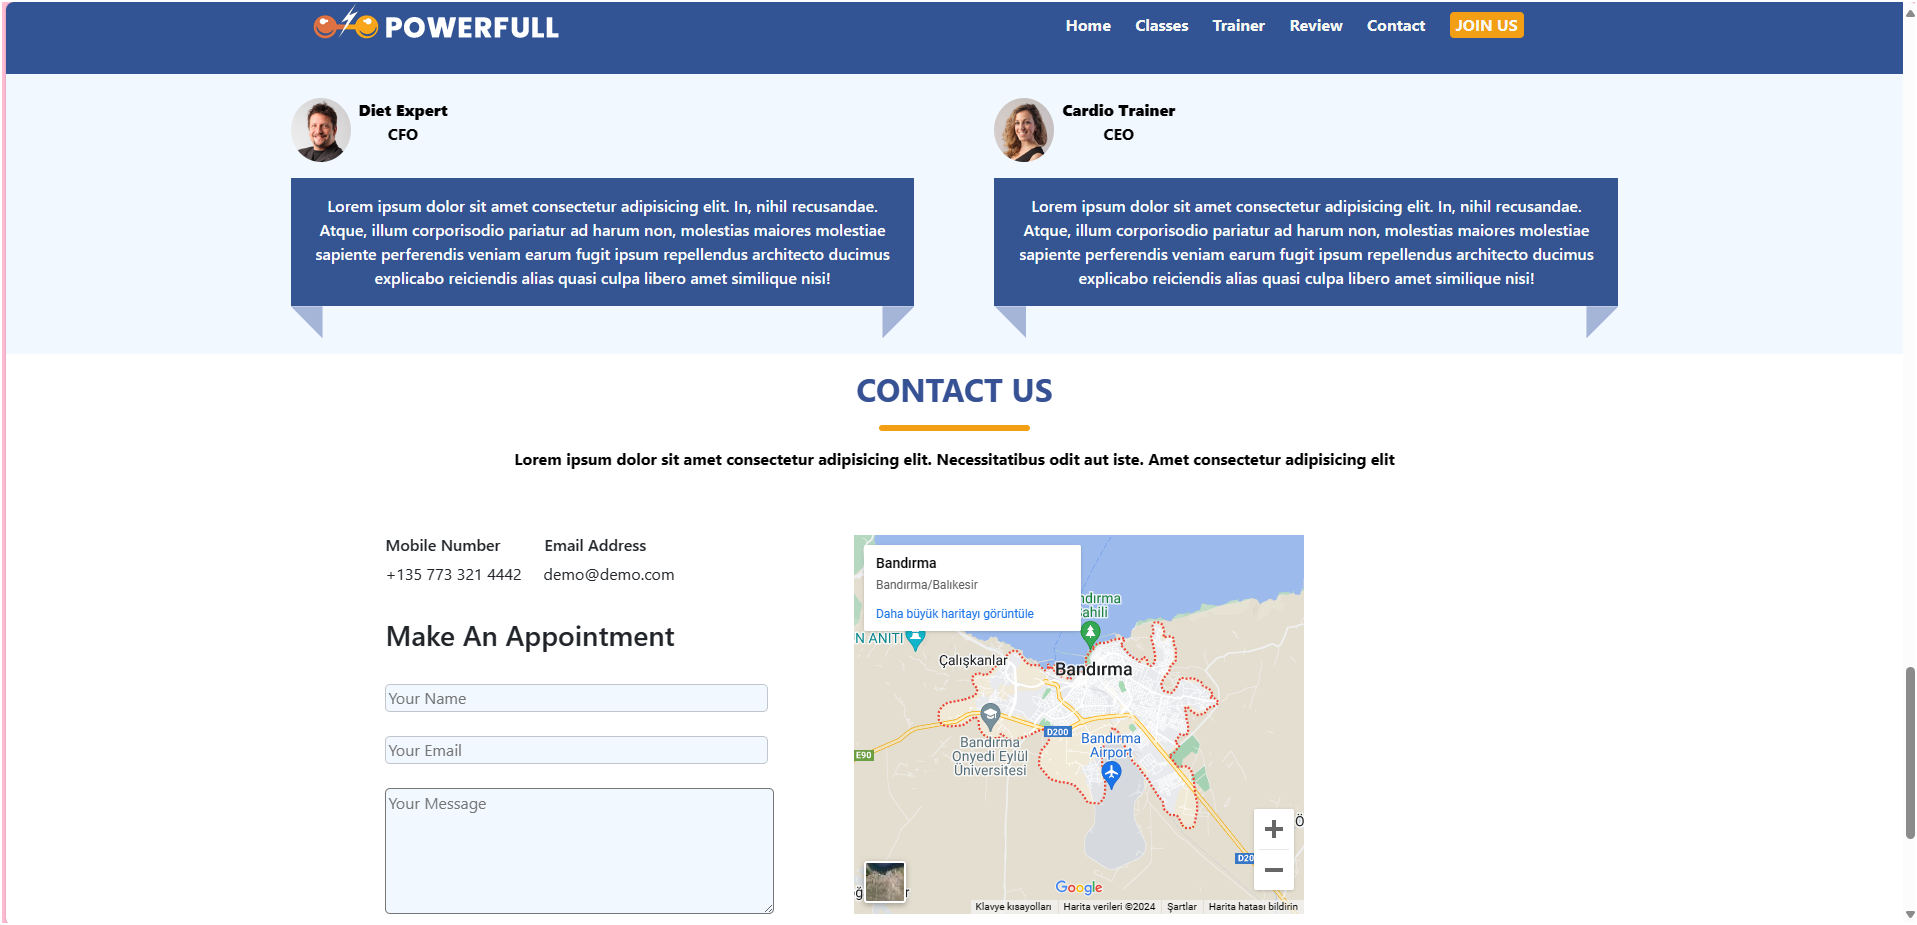 POWERFULL
Home Classes Trainer Review Contact JOIN US
Diet Expert
CFO
Lorem ipsum dolor sit amet consectetur adipisicing elit. In, nihil recusandae.
Atque, illum corporisodio pariatur ad harum non, molestias maiores molestiae
sapiente perferendis veniam earum fugit ipsum repellendus architecto ducimus
explicabo reiciendis alias quasi culpa libero amet similique nisi!
Cardio Trainer
CEO
Lorem ipsum dolor sit amet consectetur adipisicing elit. In, nihil recusandae.
Atque, illum corporisodio pariatur ad harum non, molestias maiores molestiae
sapiente perferendis veniam earum fugit ipsum repellendus architecto ducimus
explicabo reiciendis alias quasi culpa libero amet similique nisi!
CONTACT US
Lorem ipsum dolor sit amet consectetur adipisicing elit. Necessitatibus odit aut iste. Amet consectetur adipisicing elit
Mobile Number Email Address
+135 773 321 4442 demo@demo.com
Make An Appointment
Your Name
Your Email
Your Message
Bandırma
Bandırma/Balıkesir
Daha büyük haritayı görüntüle
ndırma
ahili
N ANITI
Çalışkanlar
Bandırma
D200
Bandırma
Airport
E90
Bandırma
Onyedi Eylül
Üniversitesi
Ö
D20
Google
Klavye kısayolları Harita verileri ©2024 Şartlar Harita hatası bildirin